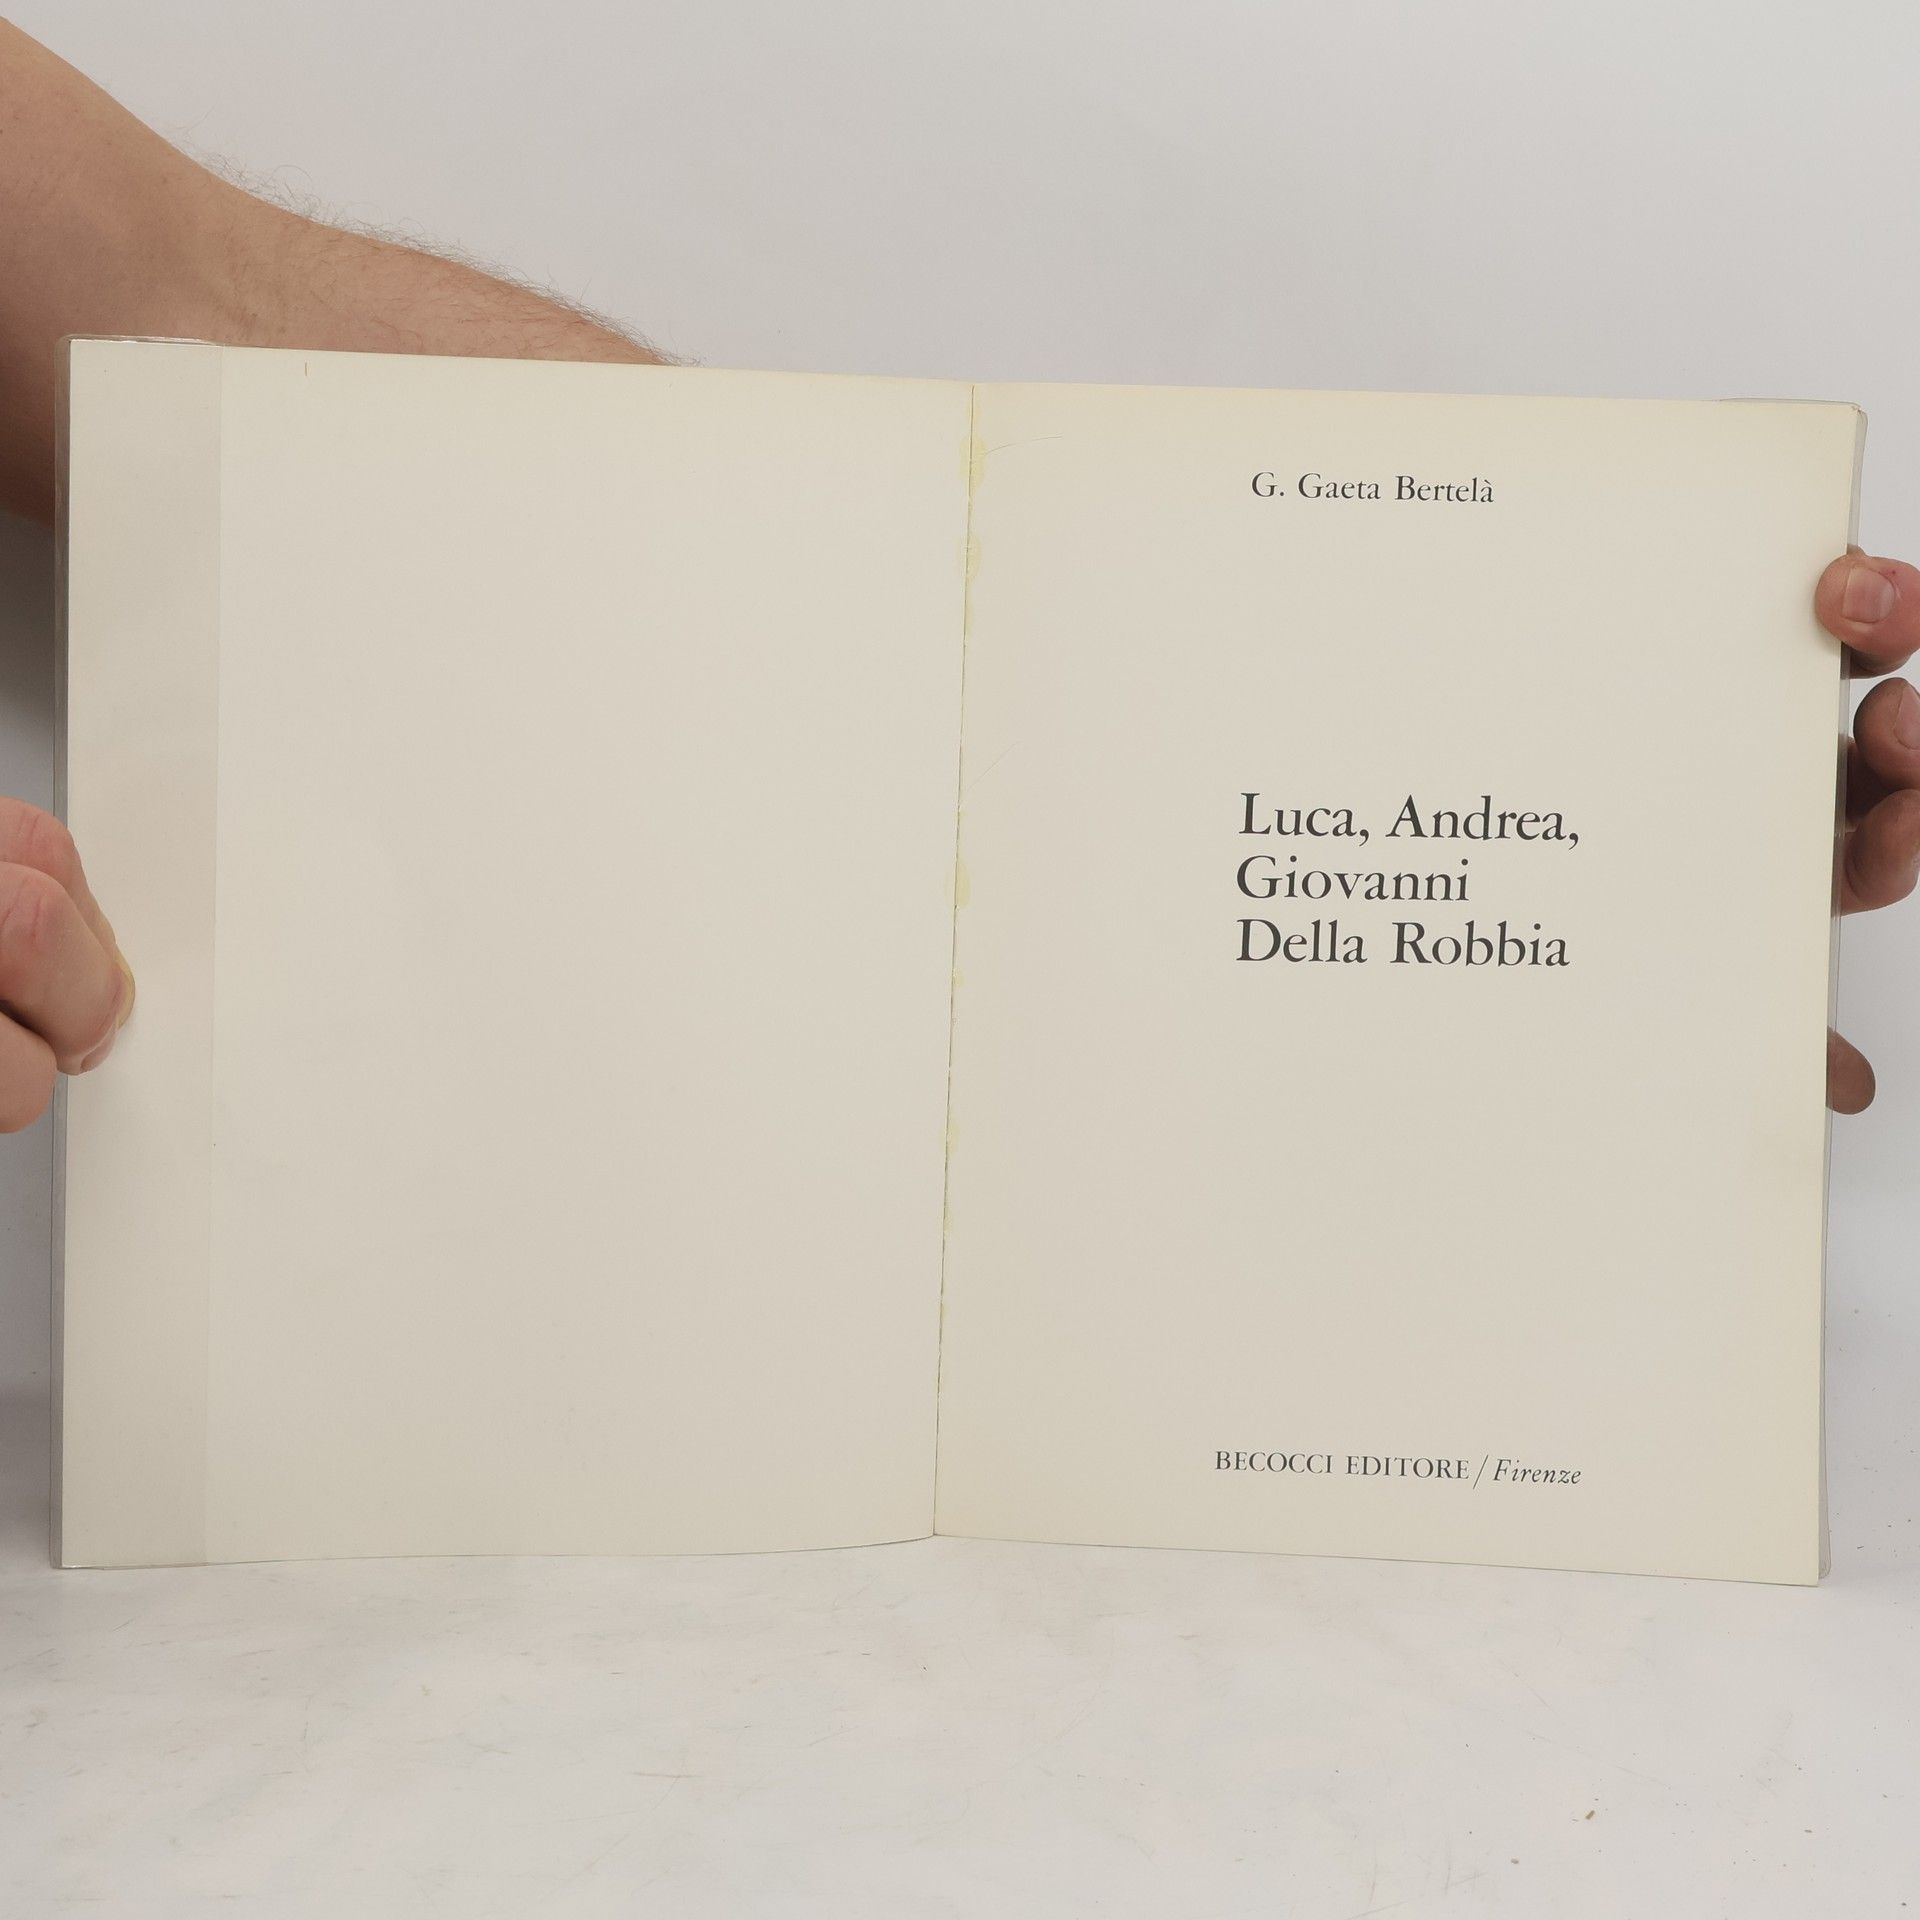 G. Gaeta Bertelà
Luca, Andrea,
Giovanni
Della Robbia
BECOCCI EDITORE/Firenze